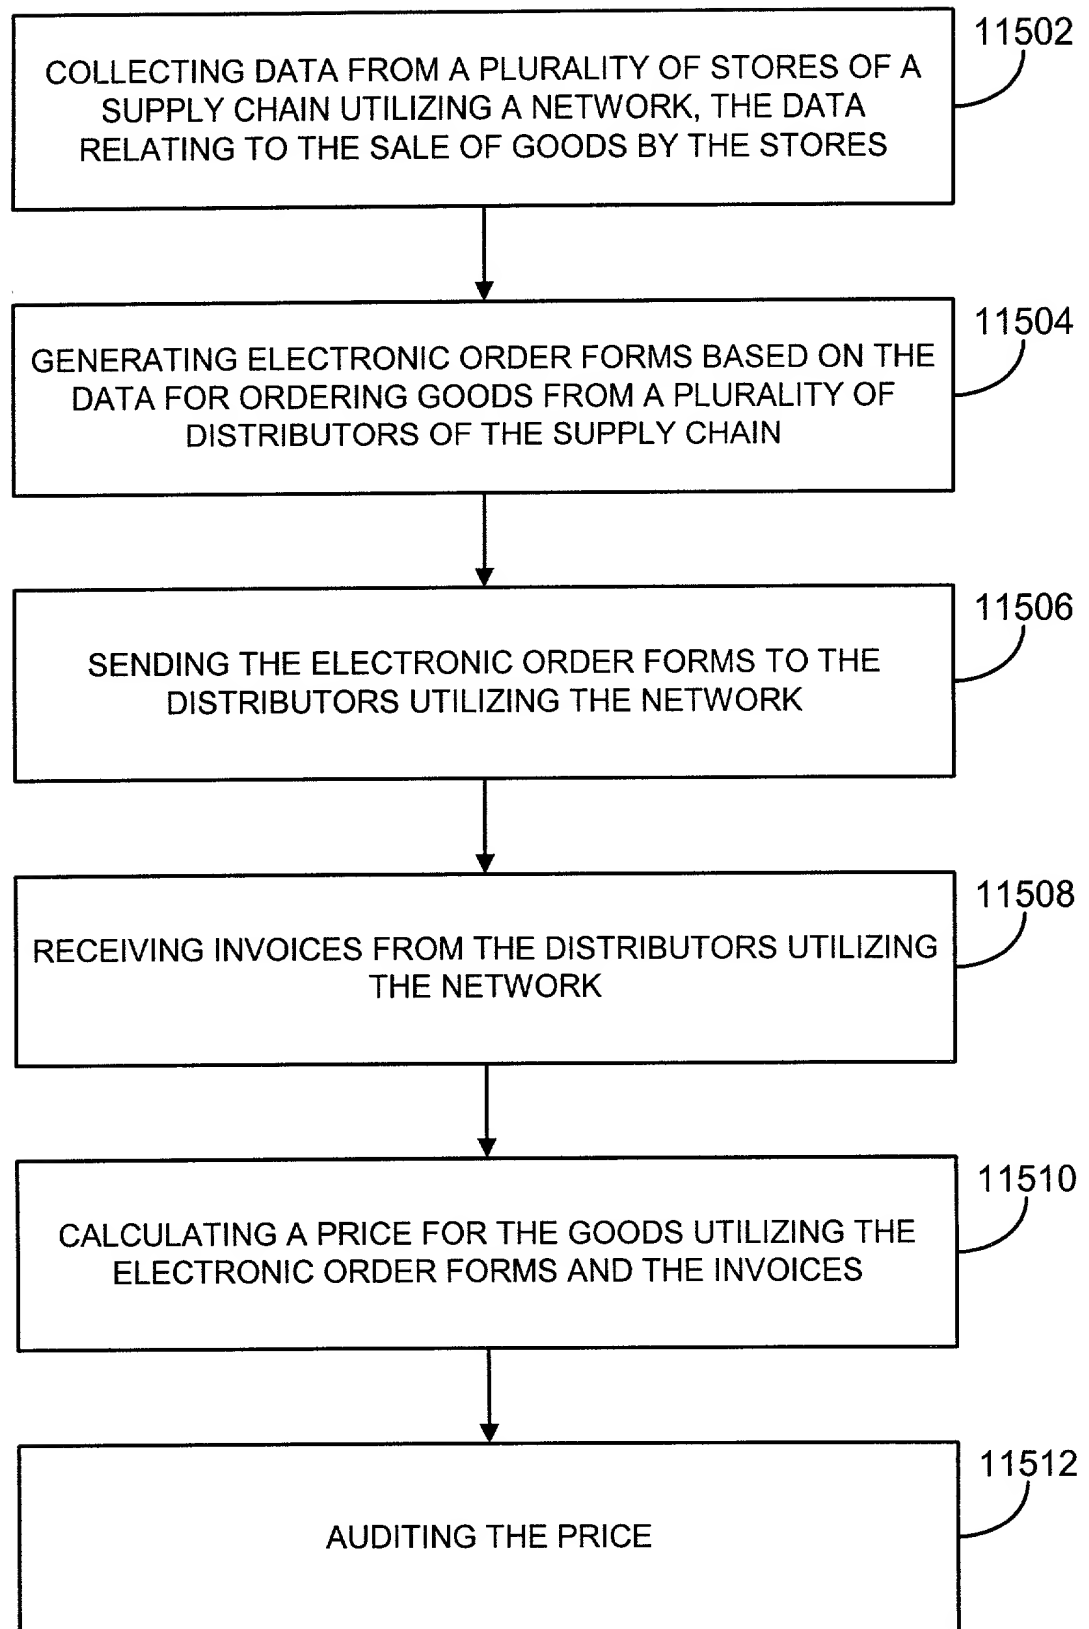 11502
COLLECTING DATA FROM A PLURALITY OF STORES OF A
SUPPLY CHAIN UTILIZING A NETWORK, THE DATA
RELATING TO THE SALE OF GOODS BY THE STORES
11504
GENERATING ELECTRONIC ORDER FORMS BASED ON THE
DATA FOR ORDERING GOODS FROM A PLURALITY OF
DISTRIBUTORS OF THE SUPPLY CHAIN
11506
SENDING THE ELECTRONIC ORDER FORMS TO THE
DISTRIBUTORS UTILIZING THE NETWORK
11508
RECEIVING INVOICES FROM THE DISTRIBUTORS UTILIZING
THE NETWORK
11510
CALCULATING A PRICE FOR THE GOODS UTILIZING THE
ELECTRONIC ORDER FORMS AND THE INVOICES
11512
AUDITING THE PRICE